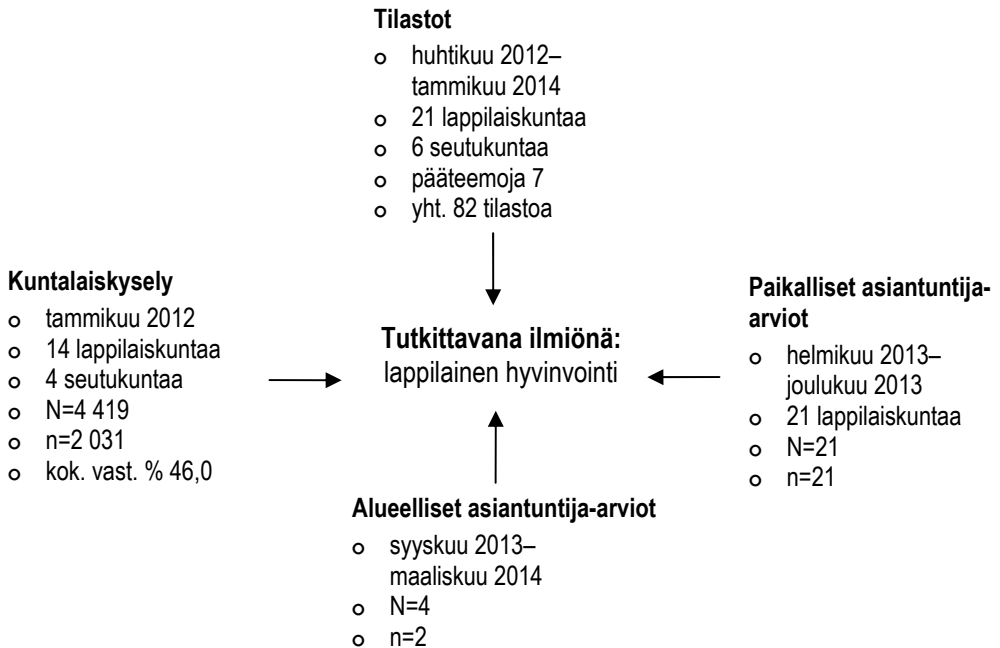 Tilastot
o huhtikuu 2012–
tammikuu 2014
o 21 lappilaiskuntaa
o 6 seutukuntaa
o pääteemoja 7
o yht. 82 tilastoa
Kuntalaiskysely
o tammikuu 2012
o 14 lappilaiskuntaa
o 4 seutukuntaa
o N=4 419
o n=2 031
o kok. vast. % 46,0
Tutkittavana ilmiönä:
lappilainen hyvinvointi
Paikalliset asiantuntija-
arviot
o helmikuu 2013–
joulukuu 2013
o 21 lappilaiskuntaa
o N=21
o n=21
Alueelliset asiantuntija-arviot
o syyskuu 2013–
maaliskuu 2014
o N=4
o n=2